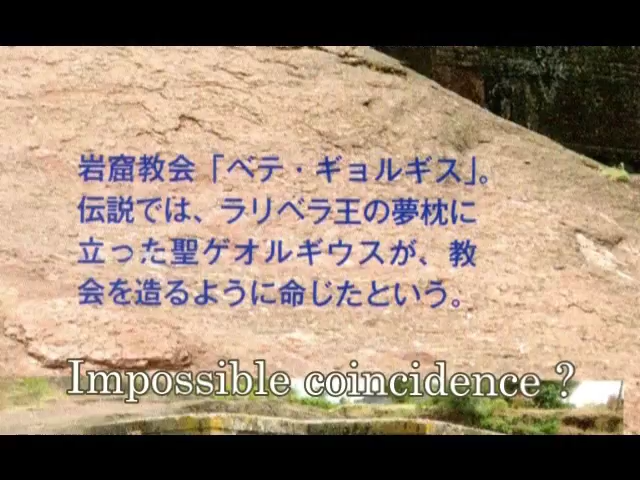 岩窟教会「ベテ・ギョルギス」。
伝説では、ラリベラ王の夢枕に
立った聖ゲオルギウスが、教
会を造るように命じたという。
Impossible coincidence ?